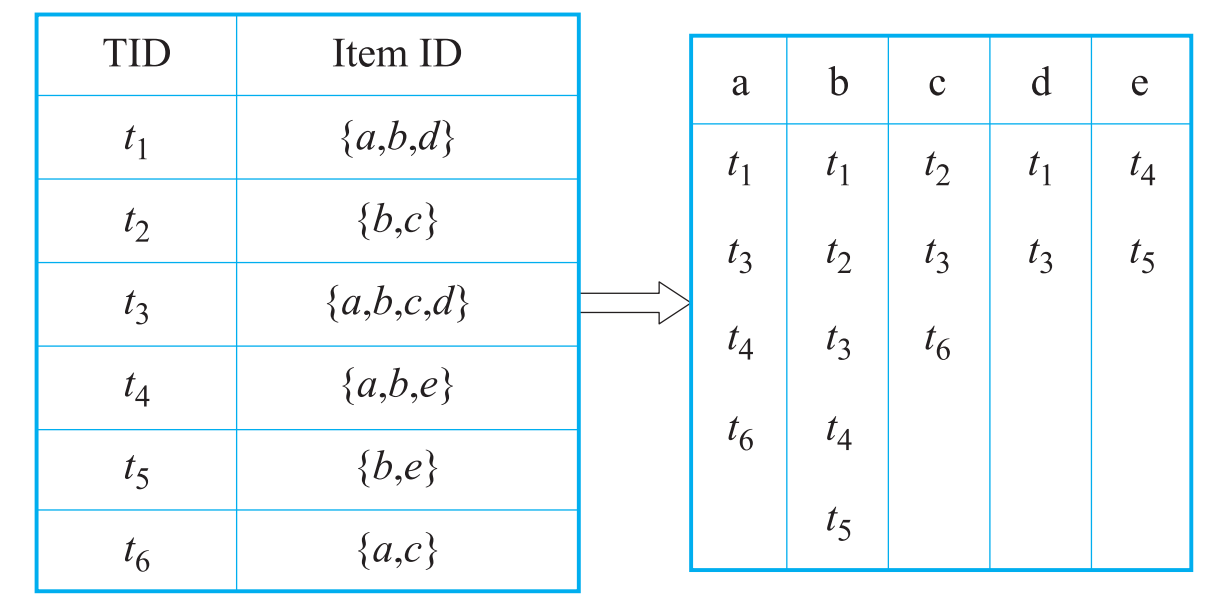 TID Item ID
t₁ {a,b,d}
t₂ {b,c}
t₃ {a,b,c,d}
t₄ {a,b,e}
t₅ {b,e}
t₆ {a,c}
a b c d e
t₁ t₁ t₂ t₁ t₄
t₃ t₂ t₃ t₃ t₅
t₄ t₃ t₆
t₆ t₄
t₅